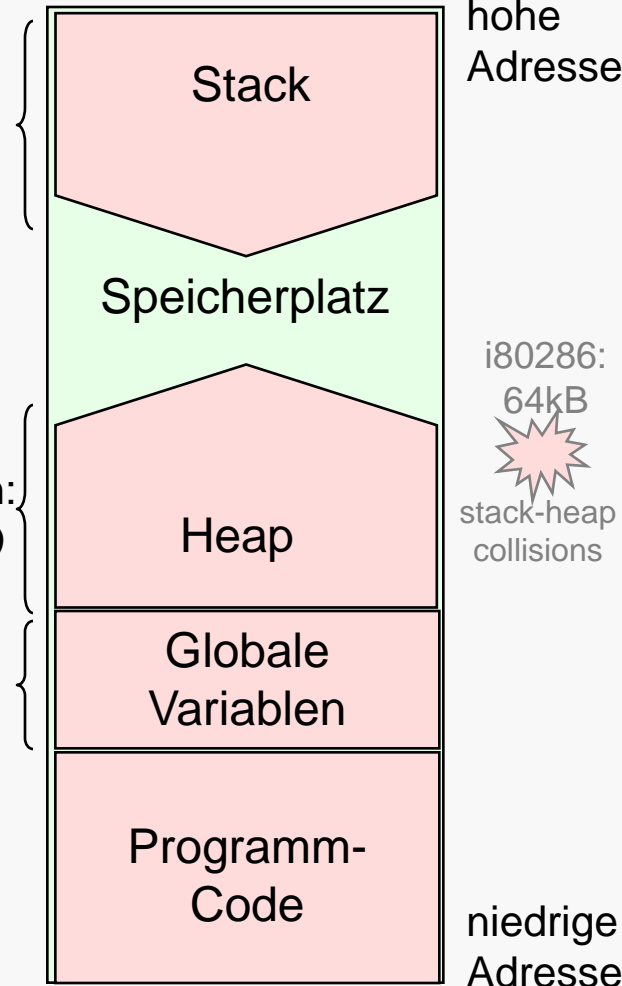 hohe
Adresse
Stack
Speicherplatz
i80286:
64kB
stack-heap
collisions
Heap
Globale
Variablen
Programm-
Code
niedrige
Adresse